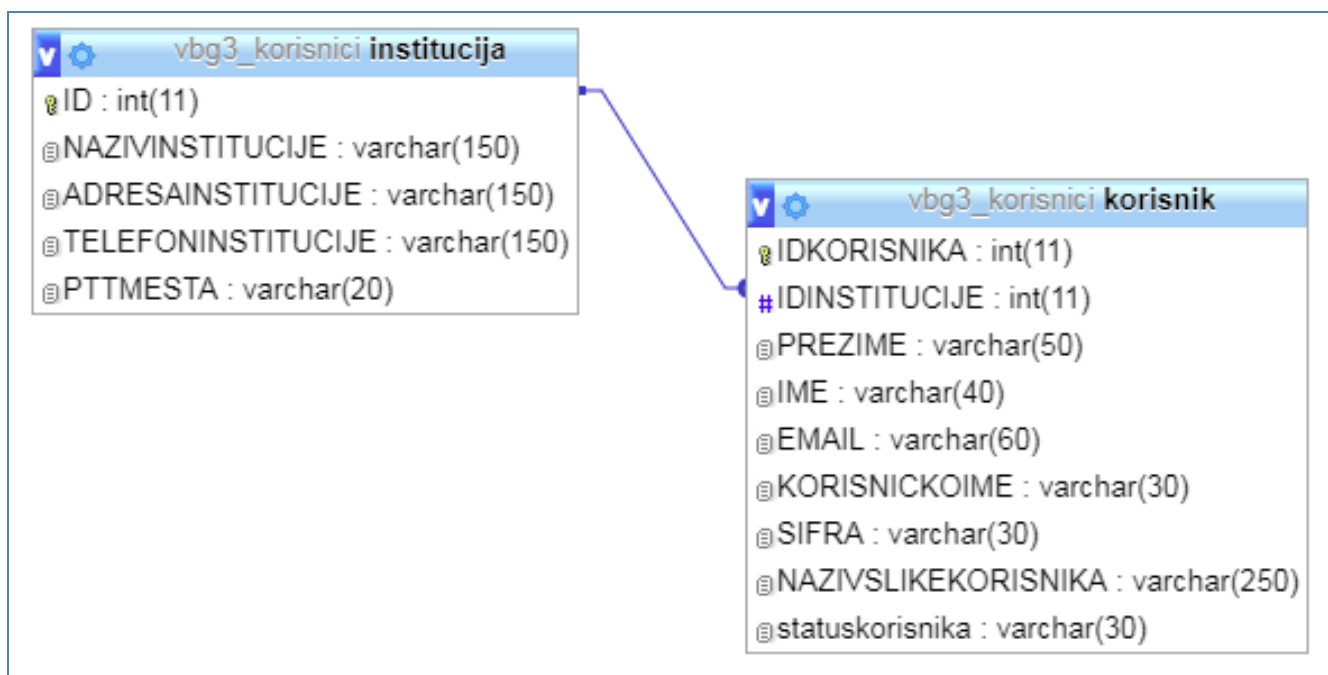 v vbg3_korisnici institucija
ID : int(11)
NAZIVINSTITUCIJE : varchar(150)
ADRESAINSTITUCIJE : varchar(150)
TELEFONINSTITUCIJE : varchar(150)
PTTMESTA : varchar(20)
v vbg3_korisnici korisnik
IDKORISNIKA : int(11)
#IDINSTITUCIJE : int(11)
PREZIME : varchar(50)
IME : varchar(40)
EMAIL : varchar(60)
KORISNICKOIME : varchar(30)
SIFRA : varchar(30)
NAZIVSLIKEKORISNIKA : varchar(250)
statuskorisnika : varchar(30)